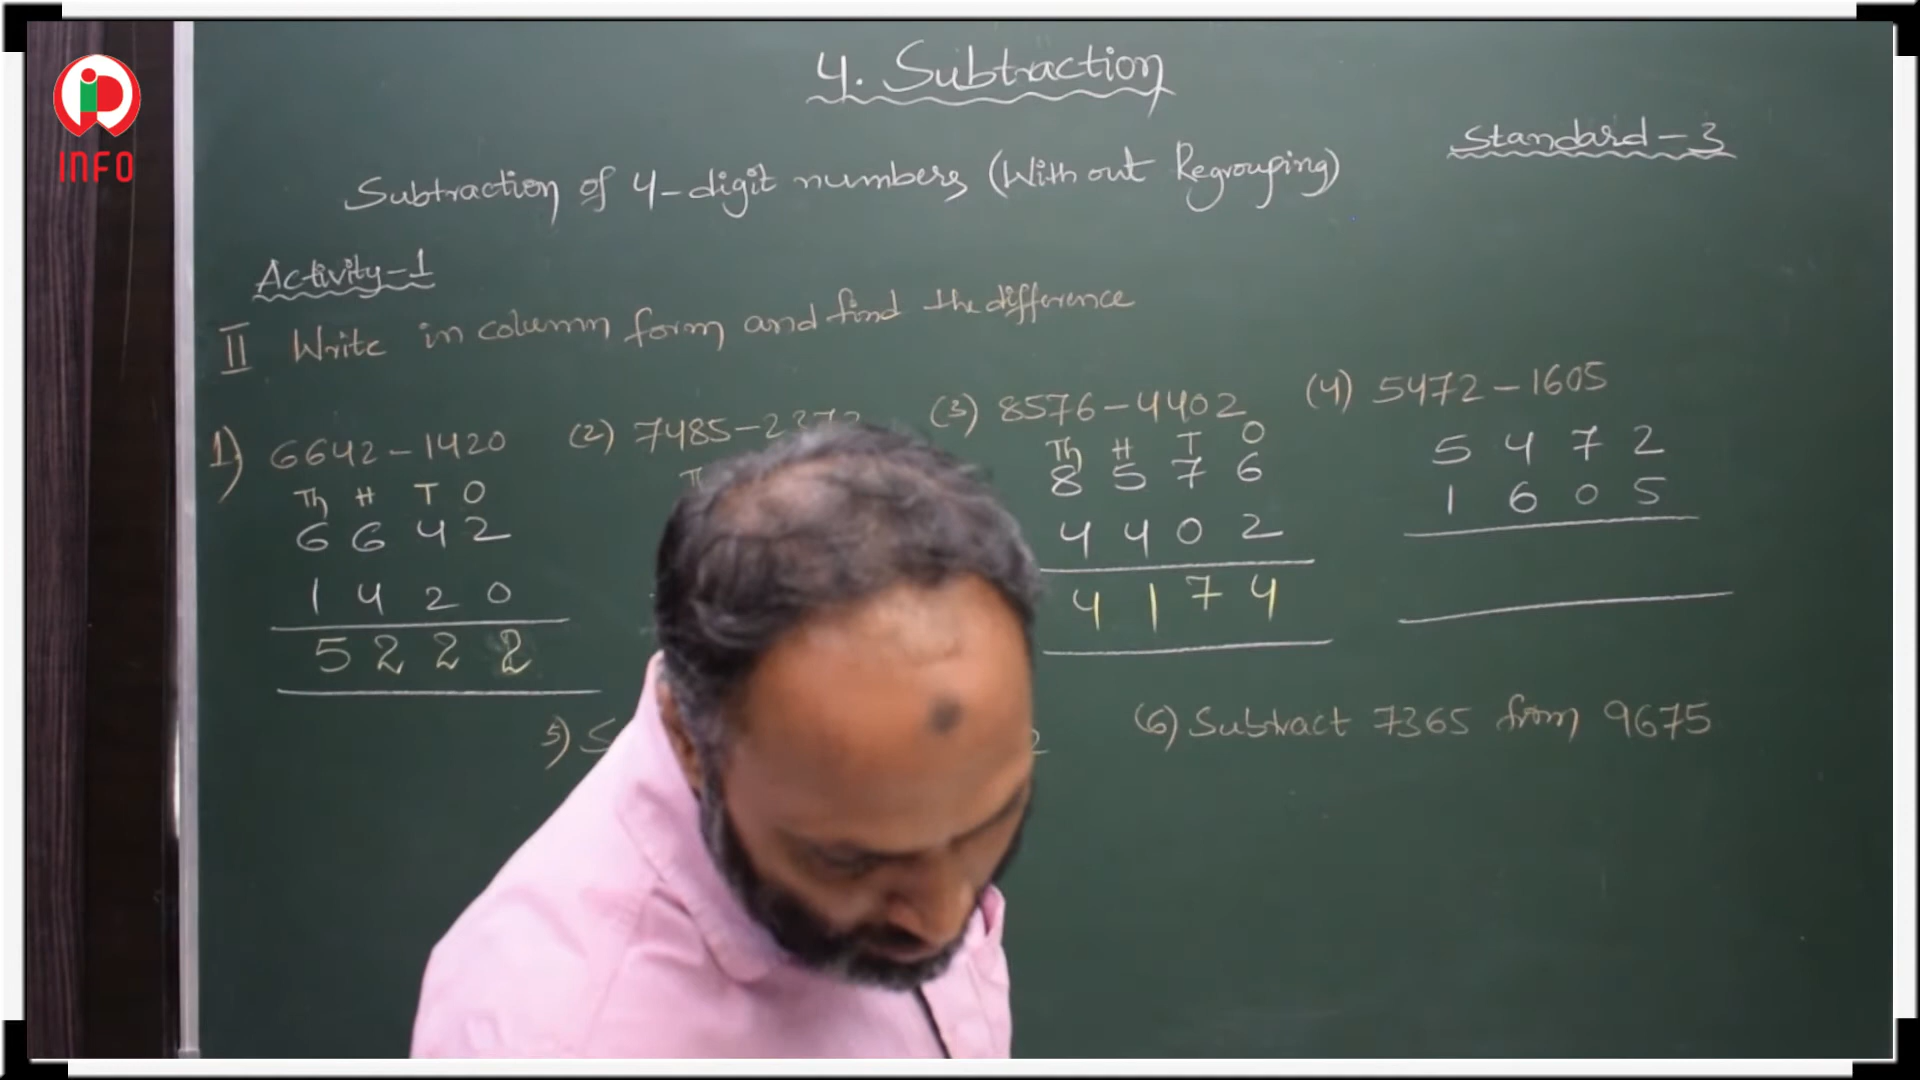 INFO
4. Subtraction
Standard-3
Subtraction of 4-digit numbers (Without Regrouping)
Activity-1
II Write in column form and find the difference
1) 6642-1420
Th H T O
6 6 4 2
1 4 2 0
5 2 2 2
(2) 7485-
(3) 8576-4402
Th H T O
8 5 7 6
4 4 0 2
4 1 7 4
(4) 5472-1605
5 4 7 2
1 6 0 5
5) S
2
(6) Subtract 7365 from 9675